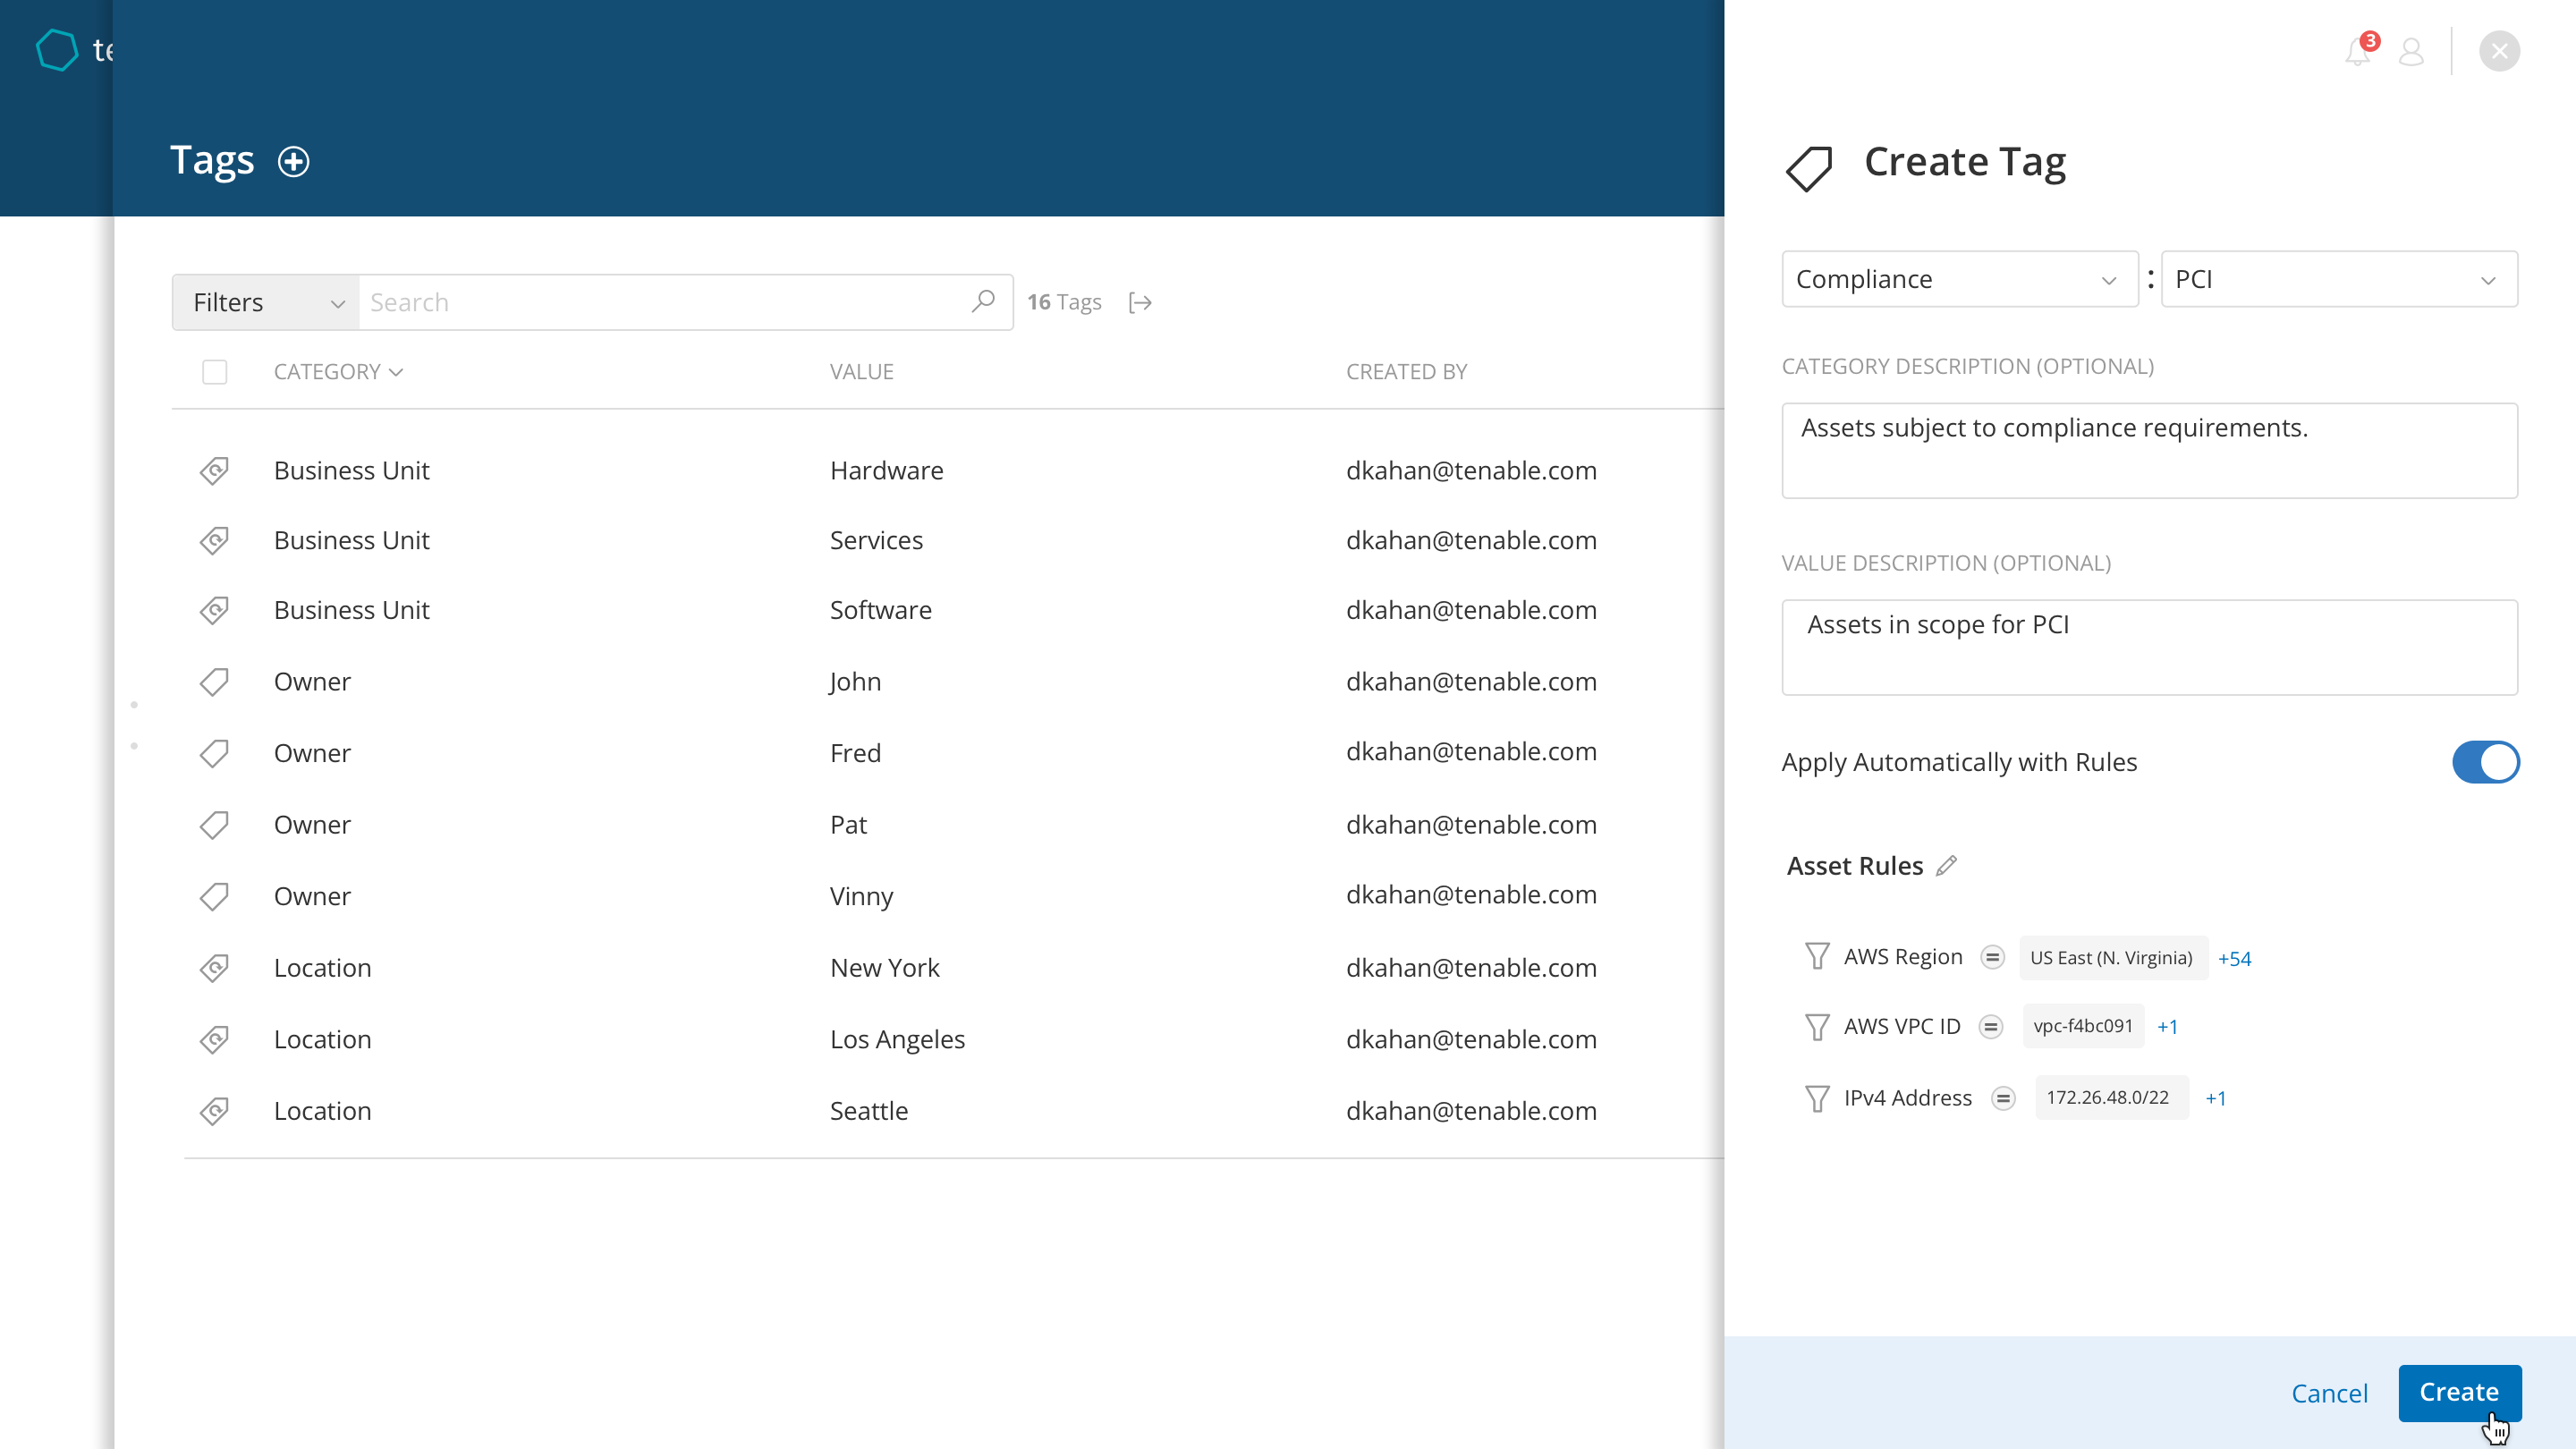 te
3
Tags
Create Tag
Compliance : PCI
Filters Search 16 Tags
CATEGORY VALUE CREATED BY
Business Unit Hardware dkahan@tenable.com
Business Unit Services dkahan@tenable.com
Business Unit Software dkahan@tenable.com
Owner John dkahan@tenable.com
Owner Fred dkahan@tenable.com
Owner Pat dkahan@tenable.com
Owner Vinny dkahan@tenable.com
Location New York dkahan@tenable.com
Location Los Angeles dkahan@tenable.com
Location Seattle dkahan@tenable.com
CATEGORY DESCRIPTION (OPTIONAL)
Assets subject to compliance requirements.
VALUE DESCRIPTION (OPTIONAL)
Assets in scope for PCI
Apply Automatically with Rules
Asset Rules
AWS Region = US East (N. Virginia) +54
AWS VPC ID = vpc-f4bc091 +1
IPv4 Address = 172.26.48.0/22 +1
Cancel Create